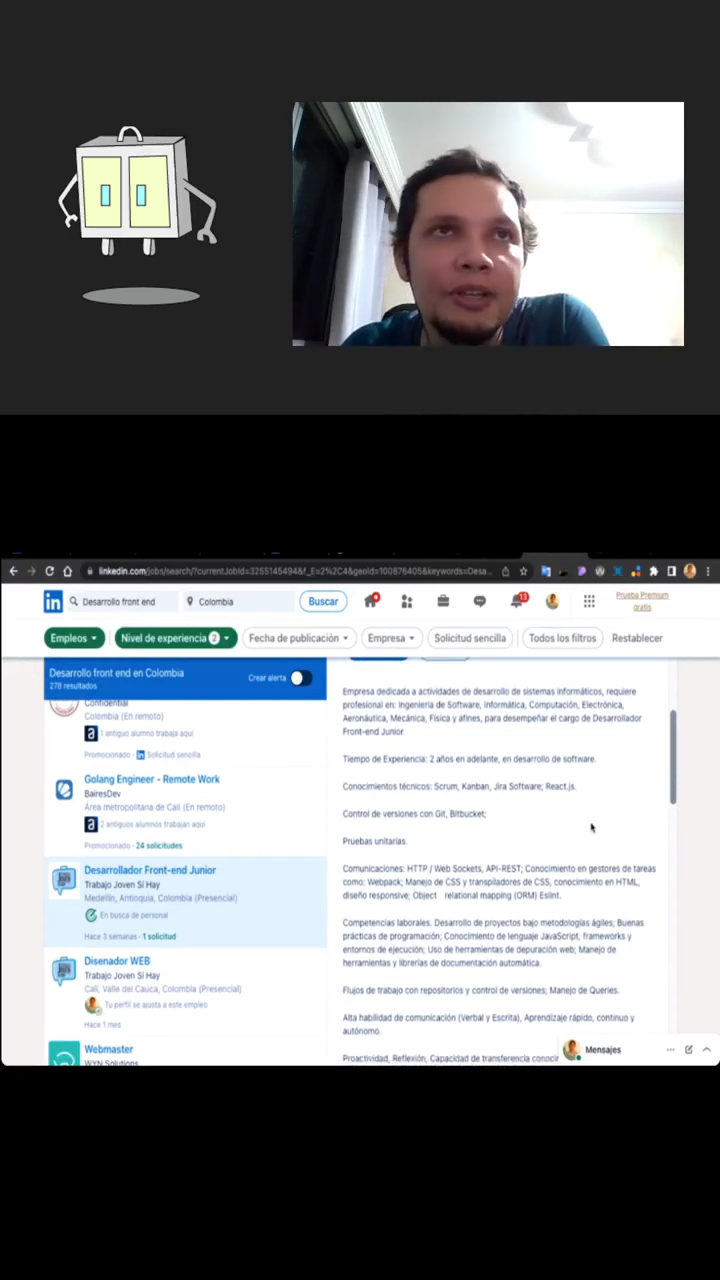 linkedin.com/jobs/search/?currentJobId=3255145494&f_E=2%2C4&geoId=100876405&keywords=Desa...
in
Desarrollo front end
Colombia
Buscar
13
Prueba Premium
gratis
Empleos
Nivel de experiencia 2
Fecha de publicación
Empresa
Solicitud sencilla
Todos los filtros
Restablecer
Desarrollo front end en Colombia
278 resultados
Crear alerta
Confidential
Colombia (En remoto)
1 antiguo alumno trabaja aquí
Promocionado · in Solicitud sencilla
Golang Engineer - Remote Work
BairesDev
Área metropolitana de Cali (En remoto)
2 antiguos alumnos trabajan aquí
Promocionado · 24 solicitudes
Desarrollador Front-end Junior
Trabajo Joven Sí Hay
Medellín, Antioquia, Colombia (Presencial)
En busca de personal
Hace 3 semanas · 1 solicitud
Disenador WEB
Trabajo Joven Sí Hay
Cali, Valle del Cauca, Colombia (Presencial)
Tu perfil se ajusta a este empleo
Hace 1 mes
Webmaster
WYN Solutions
Empresa dedicada a actividades de desarrollo de sistemas informáticos, requiere
profesional en: Ingeniería de Software, Informática, Computación, Electrónica,
Aeronáutica, Mecánica, Física y afines, para desempeñar el cargo de Desarrollador
Front-end Junior
Tiempo de Experiencia: 2 años en adelante, en desarrollo de software.
Conocimientos técnicos: Scrum, Kanban, Jira Software; React.js.
Control de versiones con Git, Bitbucket;
Pruebas unitarias.
Comunicaciones: HTTP / Web Sockets, API-REST; Conocimiento en gestores de tareas
como: Webpack; Manejo de CSS y transpiladores de CSS, conocimiento en HTML,
diseño responsive; Object relational mapping (ORM) Eslint.
Competencias laborales. Desarrollo de proyectos bajo metodologías ágiles; Buenas
prácticas de programación; Conocimiento de lenguaje JavaScript, frameworks y
entornos de ejecución; Uso de herramientas de depuración web; Manejo de
herramientas y librerías de documentación automática.
Flujos de trabajo con repositorios y control de versiones; Manejo de Queries.
Alta habilidad de comunicación (Verbal y Escrita), Aprendizaje rápido, continuo y
autónomo.
Proactividad, Reflexión, Capacidad de transferencia conocir
Mensajes